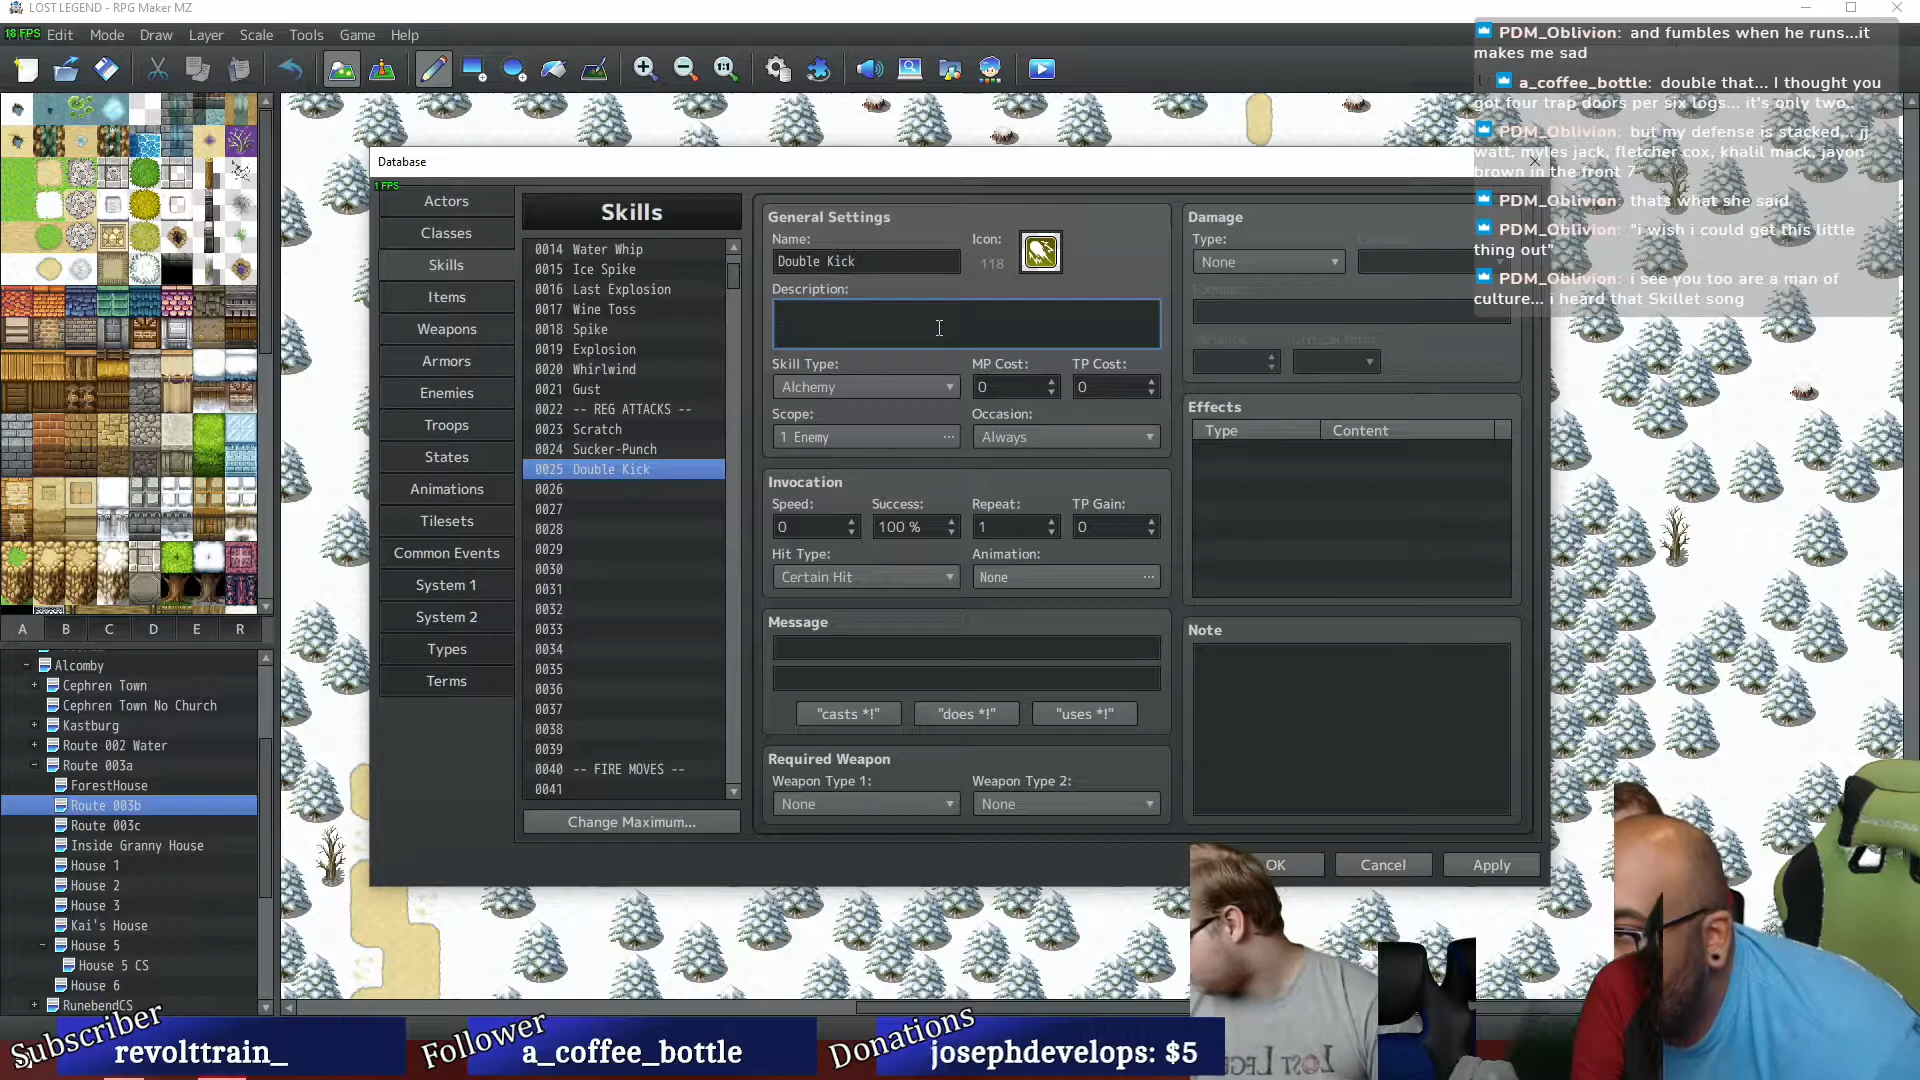 LOST LEGEND - RPG Maker MZ
18 FPS
Edit
Mode
Draw
Layer
Scale
Tools
Game
Help
PDM_Oblivion: and fumbles when he runs...it
makes me sad
a_coffee_bottle: double that... I thought you
got four trap doors per six logs... it's only two..
PDM_Oblivion: but my defense is stacked... jj
watt, myles jack, fletcher cox, khalil mack, jayon
brown in the front 7
PDM_Oblivion: thats what she said
PDM_Oblivion: "i wish i could get this little
thing out"
PDM_Oblivion: i see you too are a man of
culture... i heard that Skillet song
Database
1 FPS
Actors
Classes
Skills
Items
Weapons
Armors
Enemies
Troops
States
Animations
Tilesets
Common Events
System 1
System 2
Types
Terms
Skills
0014 Water Whip
0015 Ice Spike
0016 Last Explosion
0017 Wine Toss
0018 Spike
0019 Explosion
0020 Whirlwind
0021 Gust
0022 -- REG ATTACKS --
0023 Scratch
0024 Sucker-Punch
0025 Double Kick
0026
0027
0028
0029
0030
0031
0032
0033
0034
0035
0036
0037
0038
0039
0040 -- FIRE MOVES --
0041
Change Maximum...
General Settings
Name:
Icon:
Double Kick
118
Description:
Skill Type:
MP Cost:
TP Cost:
Alchemy
0
0
Scope:
Occasion:
1 Enemy
Always
Invocation
Speed:
Success:
Repeat:
TP Gain:
0
100 %
1
0
Hit Type:
Animation:
Certain Hit
None
Message
"casts *!"
"does *!"
"uses *!"
Required Weapon
Weapon Type 1:
Weapon Type 2:
None
None
Damage
Type:
None
Effects
Type
Content
Note
OK
Cancel
Apply
A
B
C
D
E
R
Alcomby
Cephren Town
Cephren Town No Church
Kastburg
Route 002 Water
Route 003a
ForestHouse
Route 003b
Route 003c
Inside Granny House
House 1
House 2
House 3
Kai's House
House 5
House 5 CS
House 6
RunebendCS
Subscriber
revolttrain_
Follower
a_coffee_bottle
Donations
josephdevelops: $5